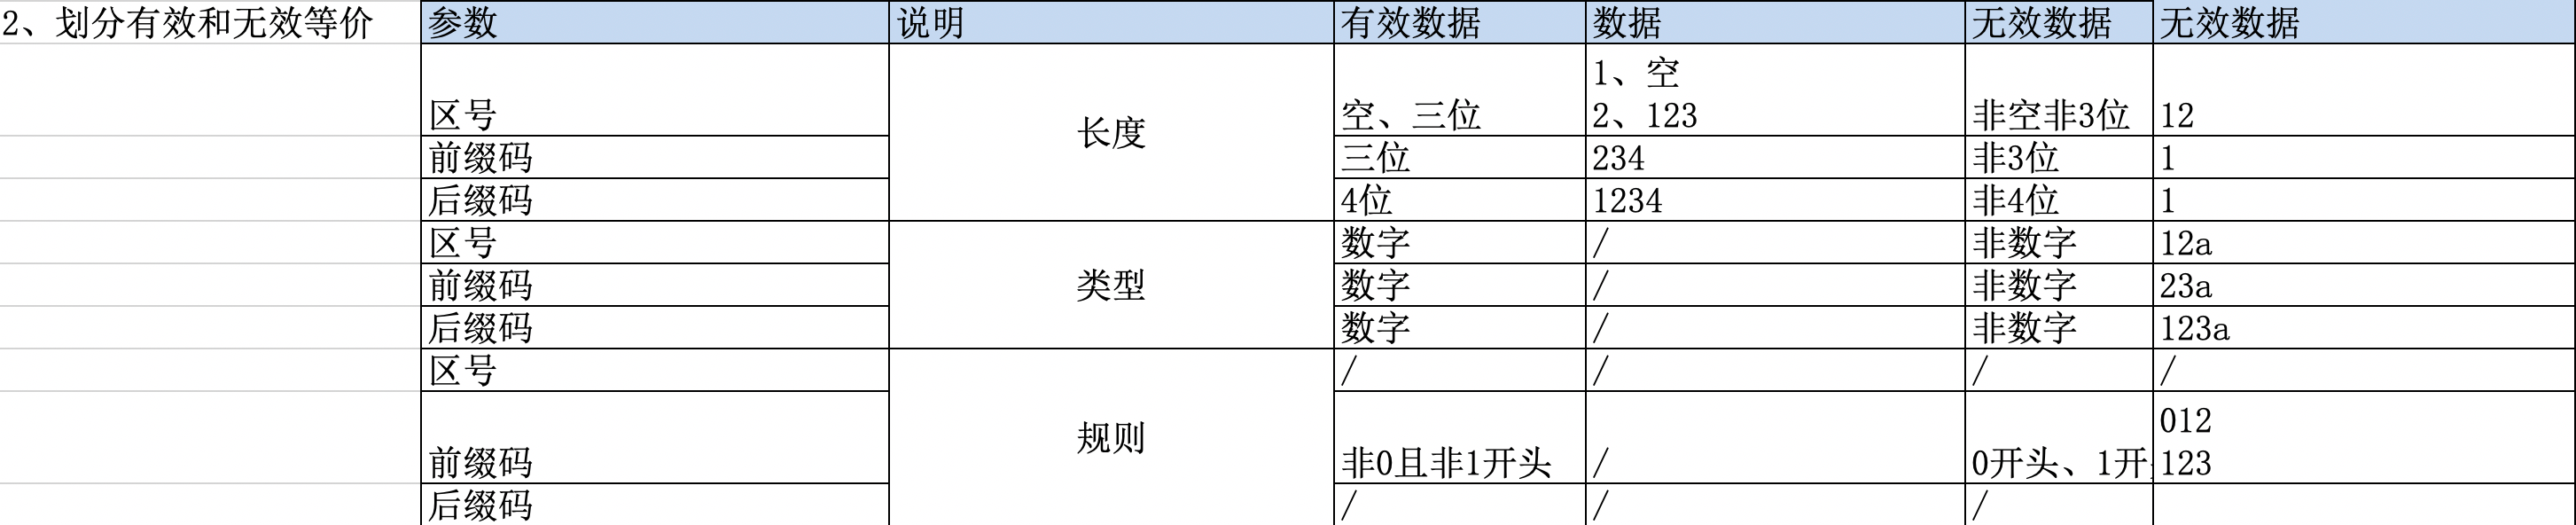 2、划分有效和无效等价 参数 说明 有效数据 数据 无效数据 无效数据
区号 长度 空、三位 1、空
2、123 非空非3位 12
前缀码 三位 234 非3位 1
后缀码 4位 1234 非4位 1
区号 类型 数字 / 非数字 12a
前缀码 数字 / 非数字 23a
后缀码 数字 / 非数字 123a
区号 规则 / / / /
前缀码 非0且非1开头 / 0开头、1开 012
123
后缀码 / / /